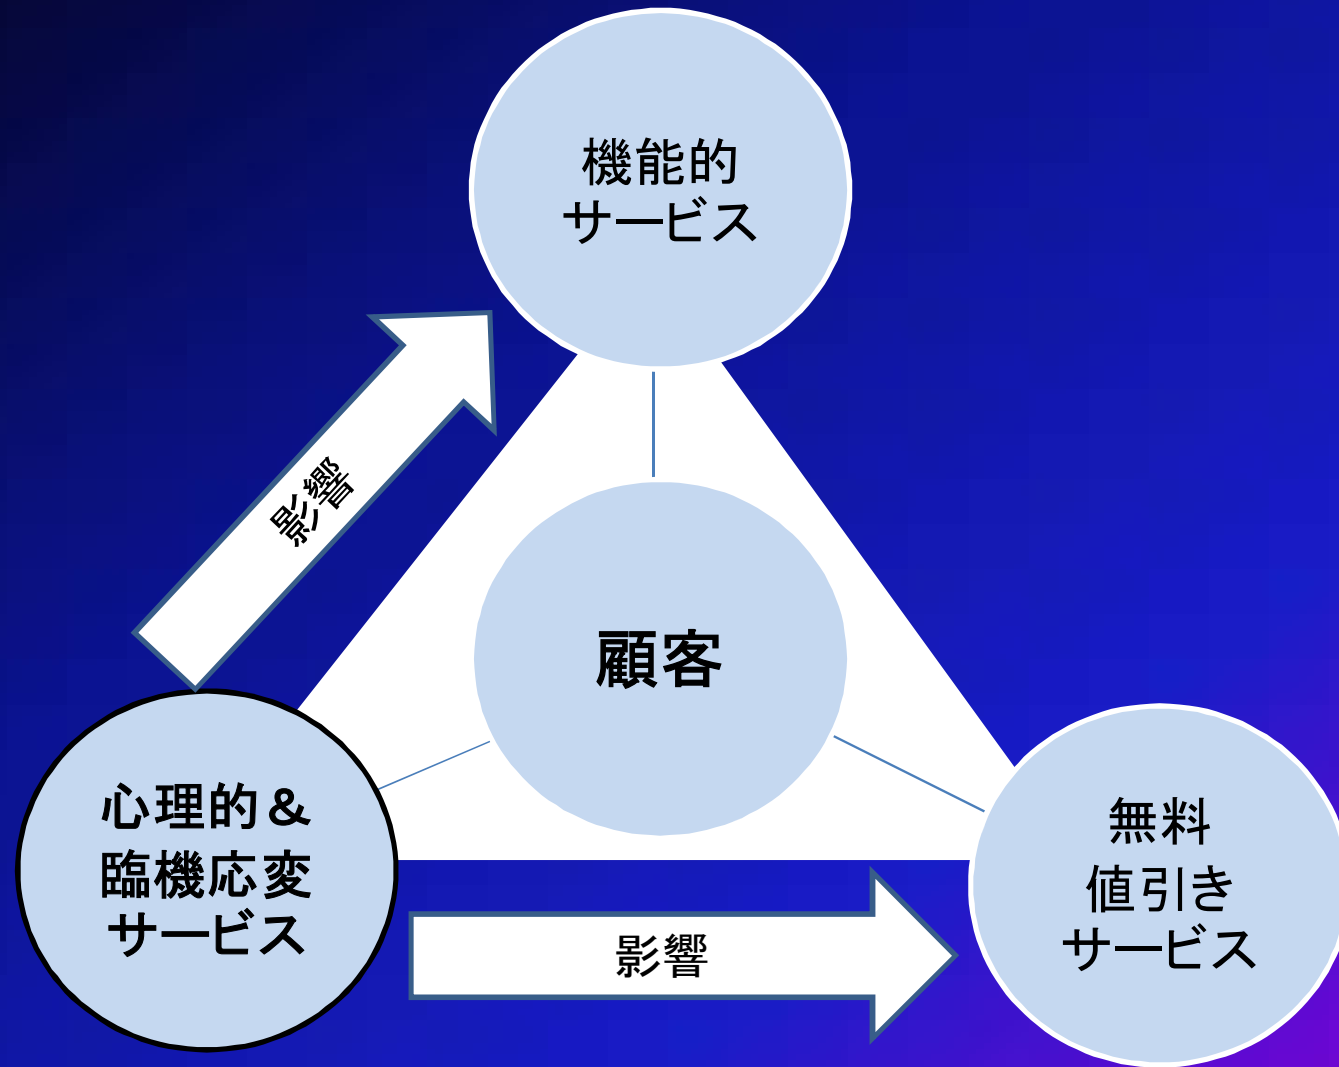 機能的
サービス
影響
顧客
心理的&
臨機応変
サービス
影響
無料
値引き
サービス